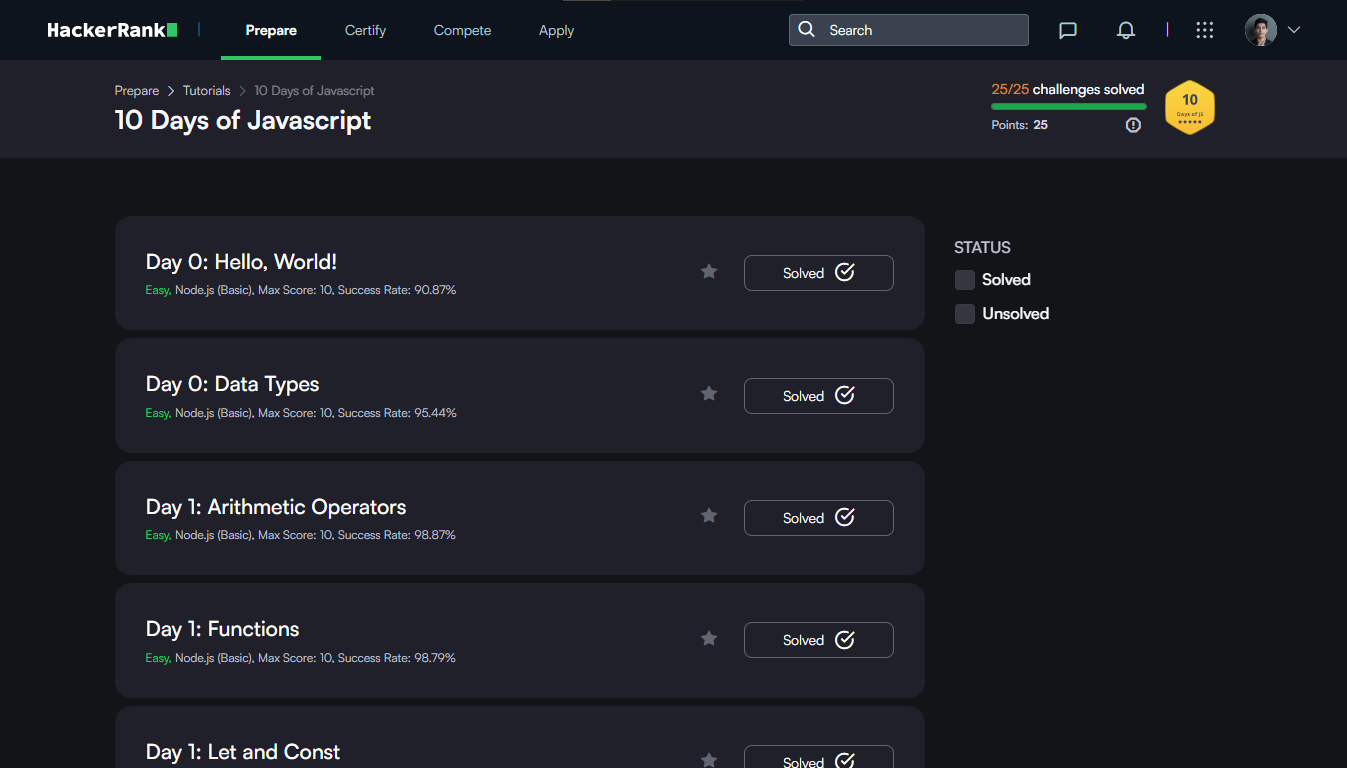 HackerRank
Prepare
Certify
Compete
Apply
Search
Prepare > Tutorials > 10 Days of Javascript
10 Days of Javascript
25/25 challenges solved
Points: 25
10
Days of JS
Day 0: Hello, World!
Easy, Node.js (Basic), Max Score: 10, Success Rate: 90.87%
Solved
Day 0: Data Types
Easy, Node.js (Basic), Max Score: 10, Success Rate: 95.44%
Solved
Day 1: Arithmetic Operators
Easy, Node.js (Basic), Max Score: 10, Success Rate: 98.87%
Solved
Day 1: Functions
Easy, Node.js (Basic), Max Score: 10, Success Rate: 98.79%
Solved
Day 1: Let and Const
Solved
STATUS
Solved
Unsolved